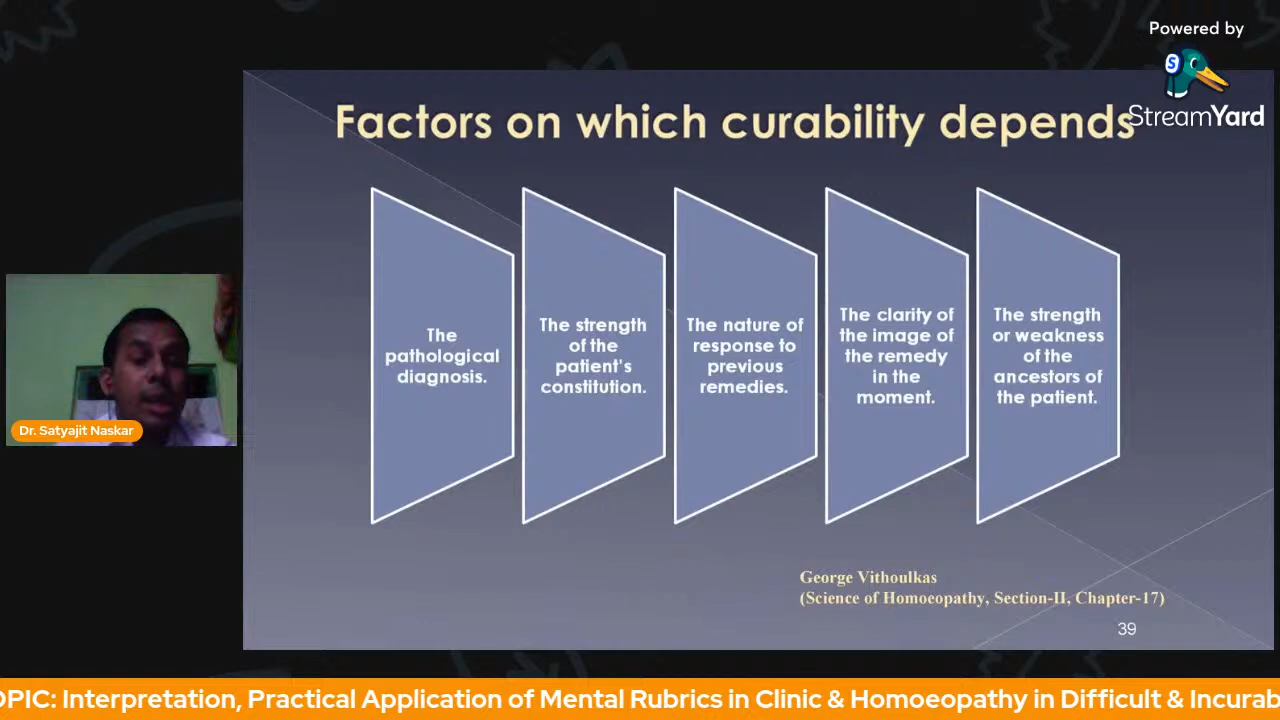 Powered by
StreamYard
Factors on which curability depends
The
pathological
diagnosis.
The strength
of the
patient's
constitution.
The nature of
response to
previous
remedies.
The clarity of
the image of
the remedy
in the
moment.
The strength
or weakness
of the
ancestors of
the patient.
Dr. Satyajit Naskar
George Vithoulkas
(Science of Homoeopathy, Section-II, Chapter-17)
39
OPIC: Interpretation, Practical Application of Mental Rubrics in Clinic & Homoeopathy in Difficult & Incurab